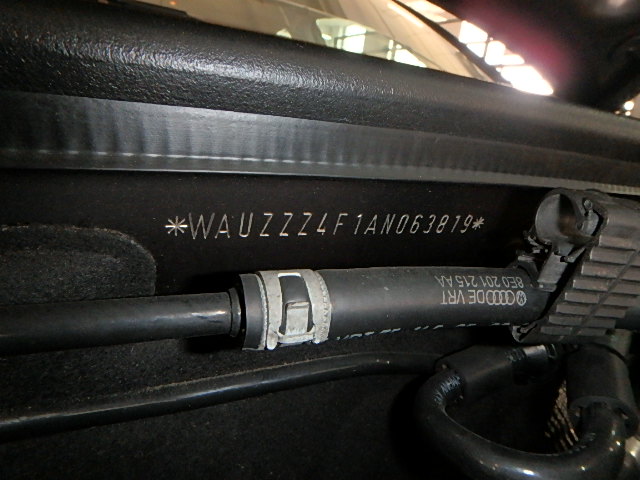 *WAUZZZ4F1AN063819*
DE VRT
8E0 201 215 AA